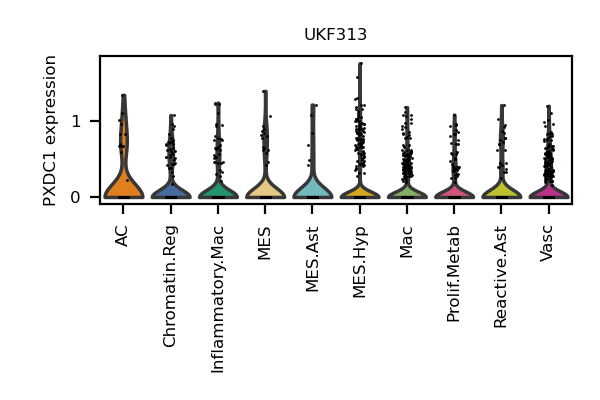 UKF313
PXDC1 expression
1
0
AC
Chromatin.Reg
Inflammatory.Mac
MES
MES.Ast
MES.Hyp
Mac
Prolif.Metab
Reactive.Ast
Vasc